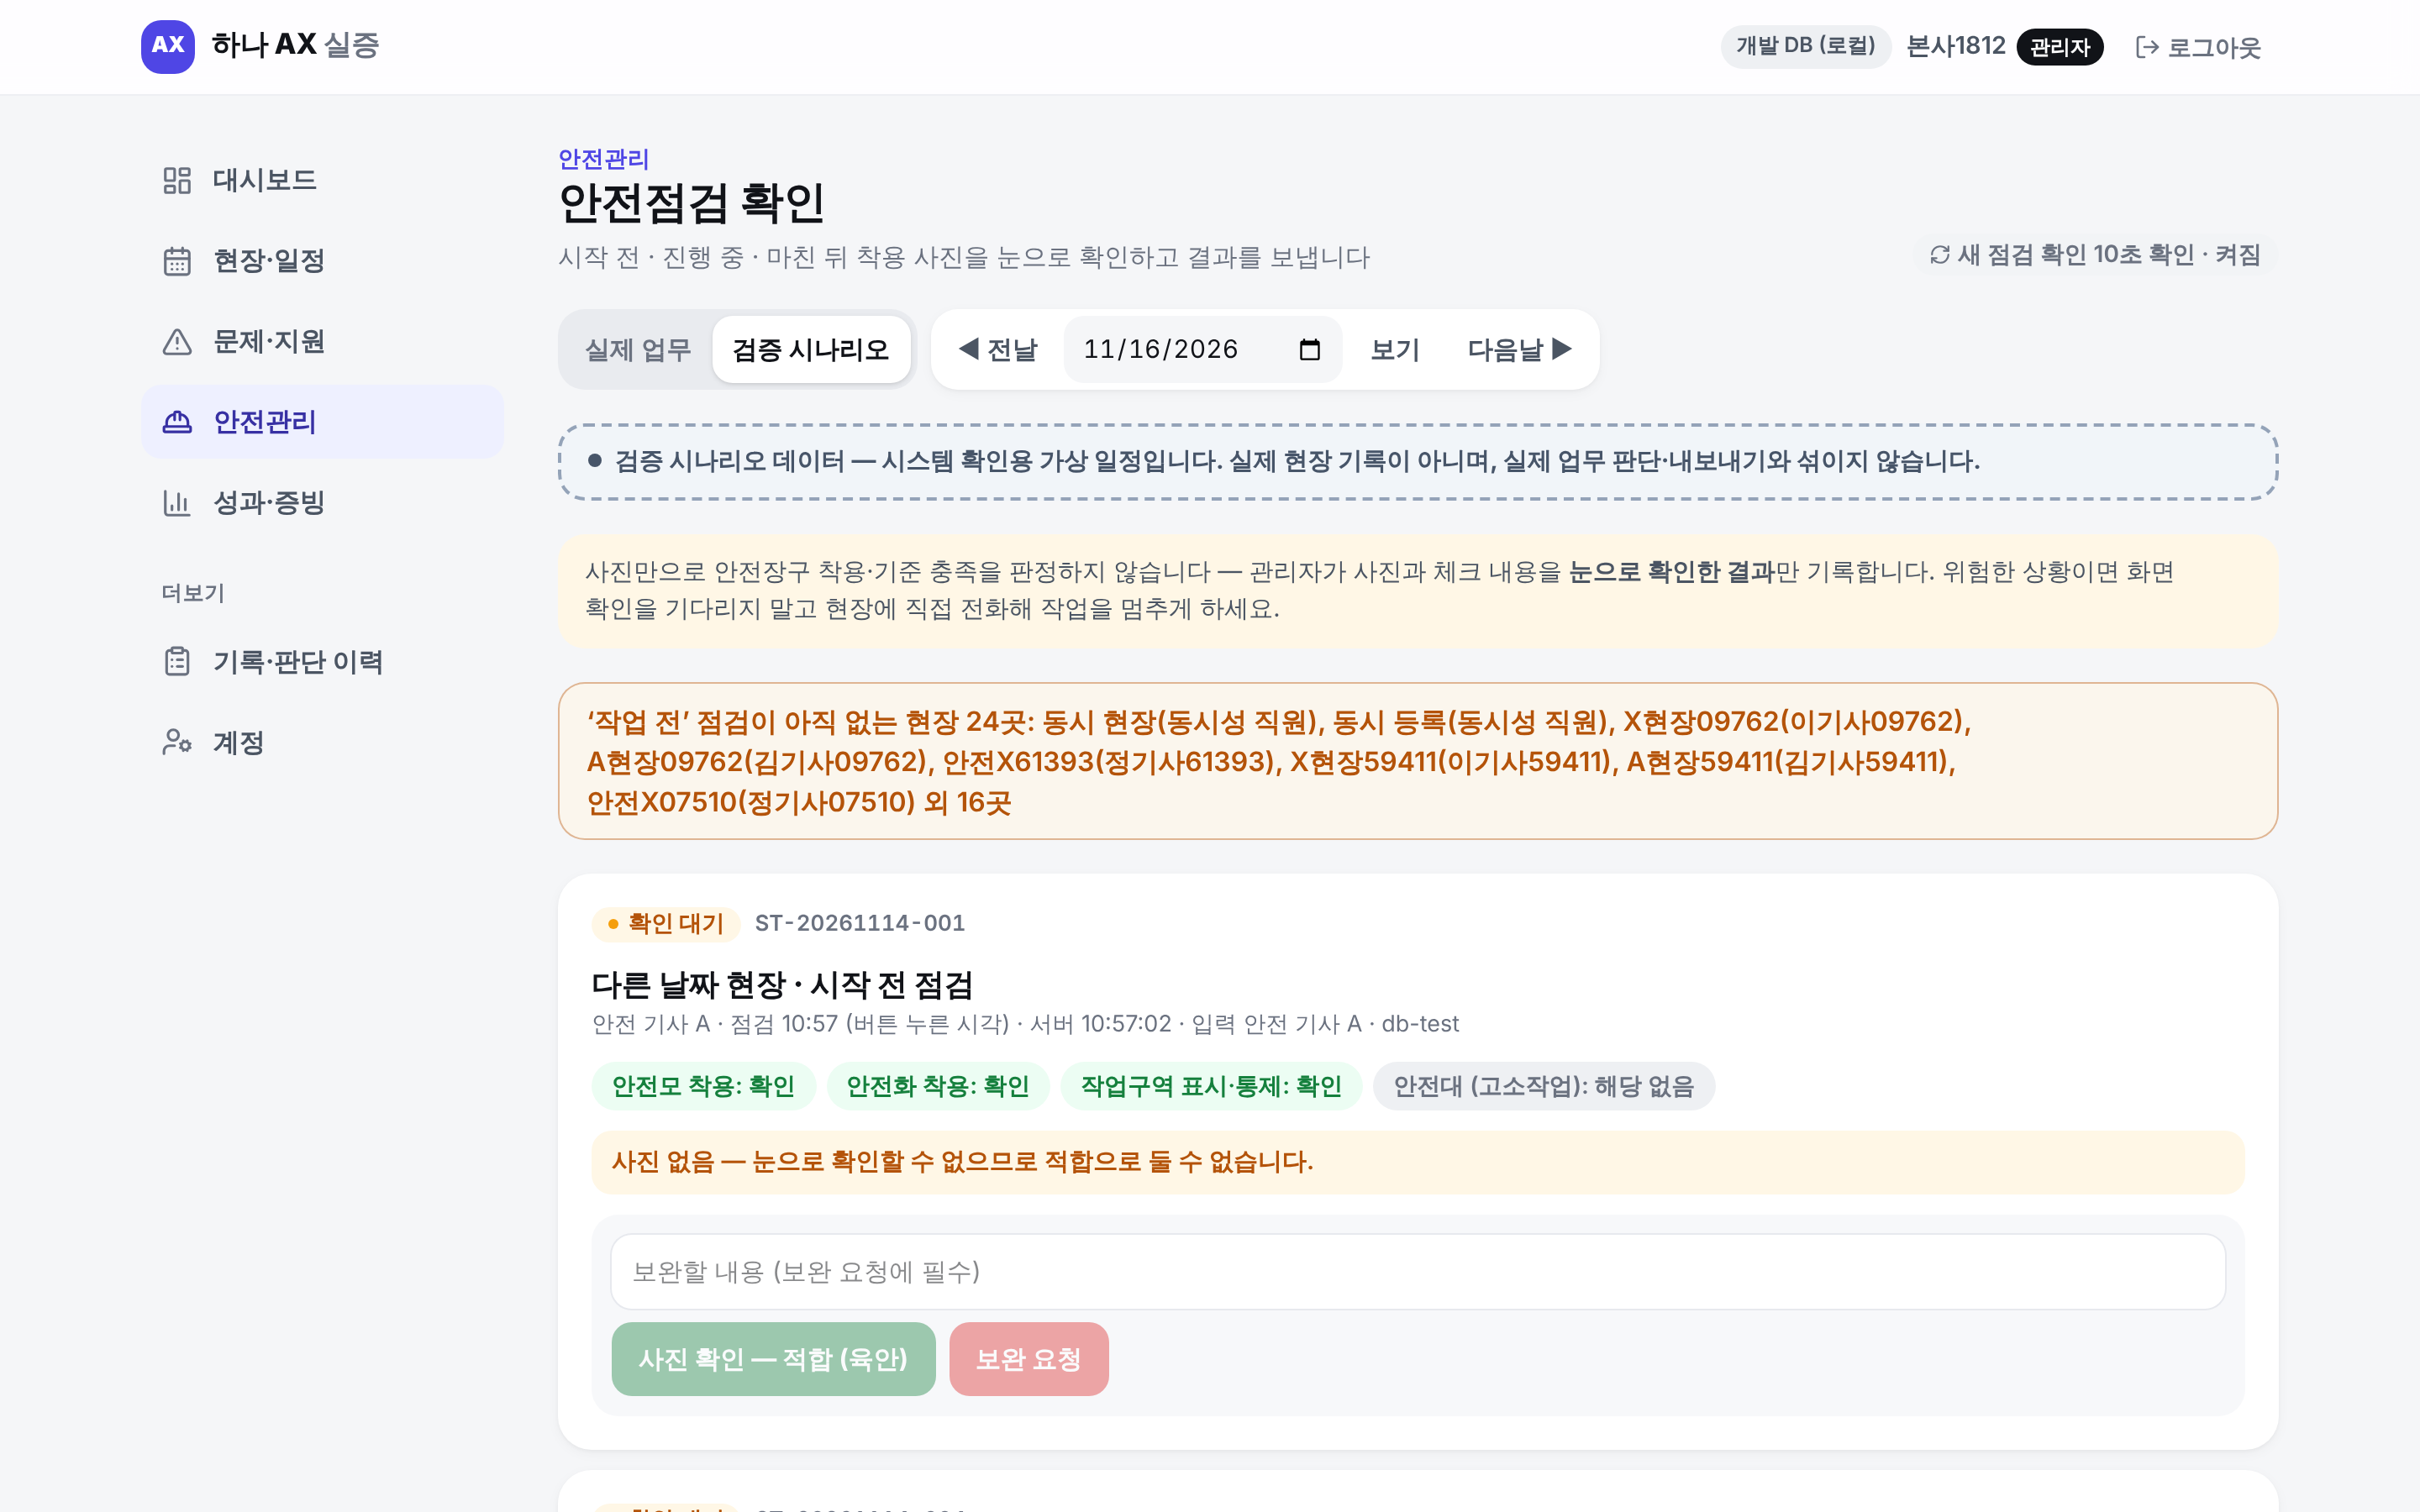 AX 하나 AX 실증
개발 DB (로컬) 본사1812 관리자 로그아웃
대시보드
현장·일정
문제·지원
안전관리
성과·증빙
더보기
기록·판단 이력
계정
안전관리
안전점검 확인
시작 전 · 진행 중 · 마친 뒤 착용 사진을 눈으로 확인하고 결과를 보냅니다
새 점검 확인 10초 확인 · 켜짐
실제 업무 검증 시나리오 ◀ 전날 11/16/2026 보기 다음날 ▶
● 검증 시나리오 데이터 — 시스템 확인용 가상 일정입니다. 실제 현장 기록이 아니며, 실제 업무 판단·내보내기와 섞이지 않습니다.
사진만으로 안전장구 착용·기준 충족을 판정하지 않습니다 — 관리자가 사진과 체크 내용을 눈으로 확인한 결과만 기록합니다. 위험한 상황이면 화면
확인을 기다리지 말고 현장에 직접 전화해 작업을 멈추게 하세요.
‘작업 전’ 점검이 아직 없는 현장 24곳: 동시 현장(동시성 직원), 동시 등록(동시성 직원), X현장09762(이기사09762),
A현장09762(김기사09762), 안전X61393(정기사61393), X현장59411(이기사59411), A현장59411(김기사59411),
안전X07510(정기사07510) 외 16곳
확인 대기 ST-20261114-001
다른 날짜 현장 · 시작 전 점검
안전 기사 A · 점검 10:57 (버튼 누른 시각) · 서버 10:57:02 · 입력 안전 기사 A · db-test
안전모 착용: 확인 안전화 착용: 확인 작업구역 표시·통제: 확인 안전대 (고소작업): 해당 없음
사진 없음 — 눈으로 확인할 수 없으므로 적합으로 둘 수 없습니다.
보완할 내용 (보완 요청에 필수)
사진 확인 — 적합 (육안) 보완 요청